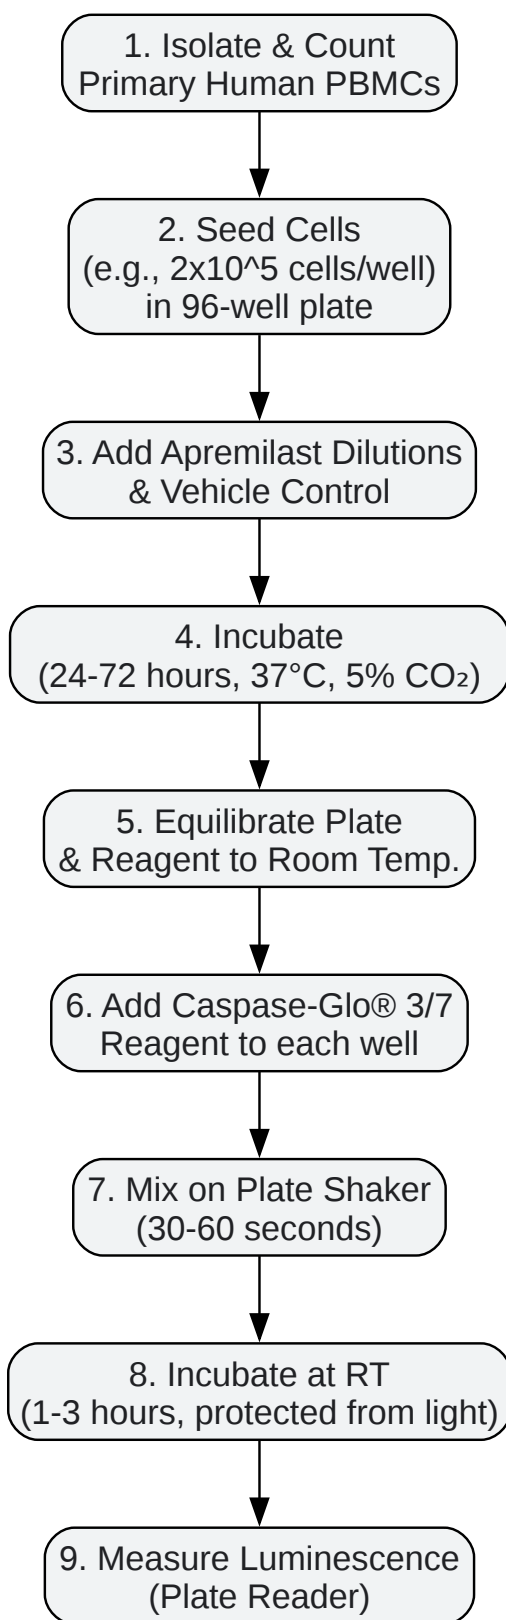 1. Isolate & Count
Primary Human PBMCs
2. Seed Cells
(e.g., 2x10^5 cells/well)
in 96-well plate
3. Add Apremilast Dilutions
& Vehicle Control
4. Incubate
(24-72 hours, 37°C, 5% CO₂)
5. Equilibrate Plate
& Reagent to Room Temp.
6. Add Caspase-Glo® 3/7
Reagent to each well
7. Mix on Plate Shaker
(30-60 seconds)
8. Incubate at RT
(1-3 hours, protected from light)
9. Measure Luminescence
(Plate Reader)